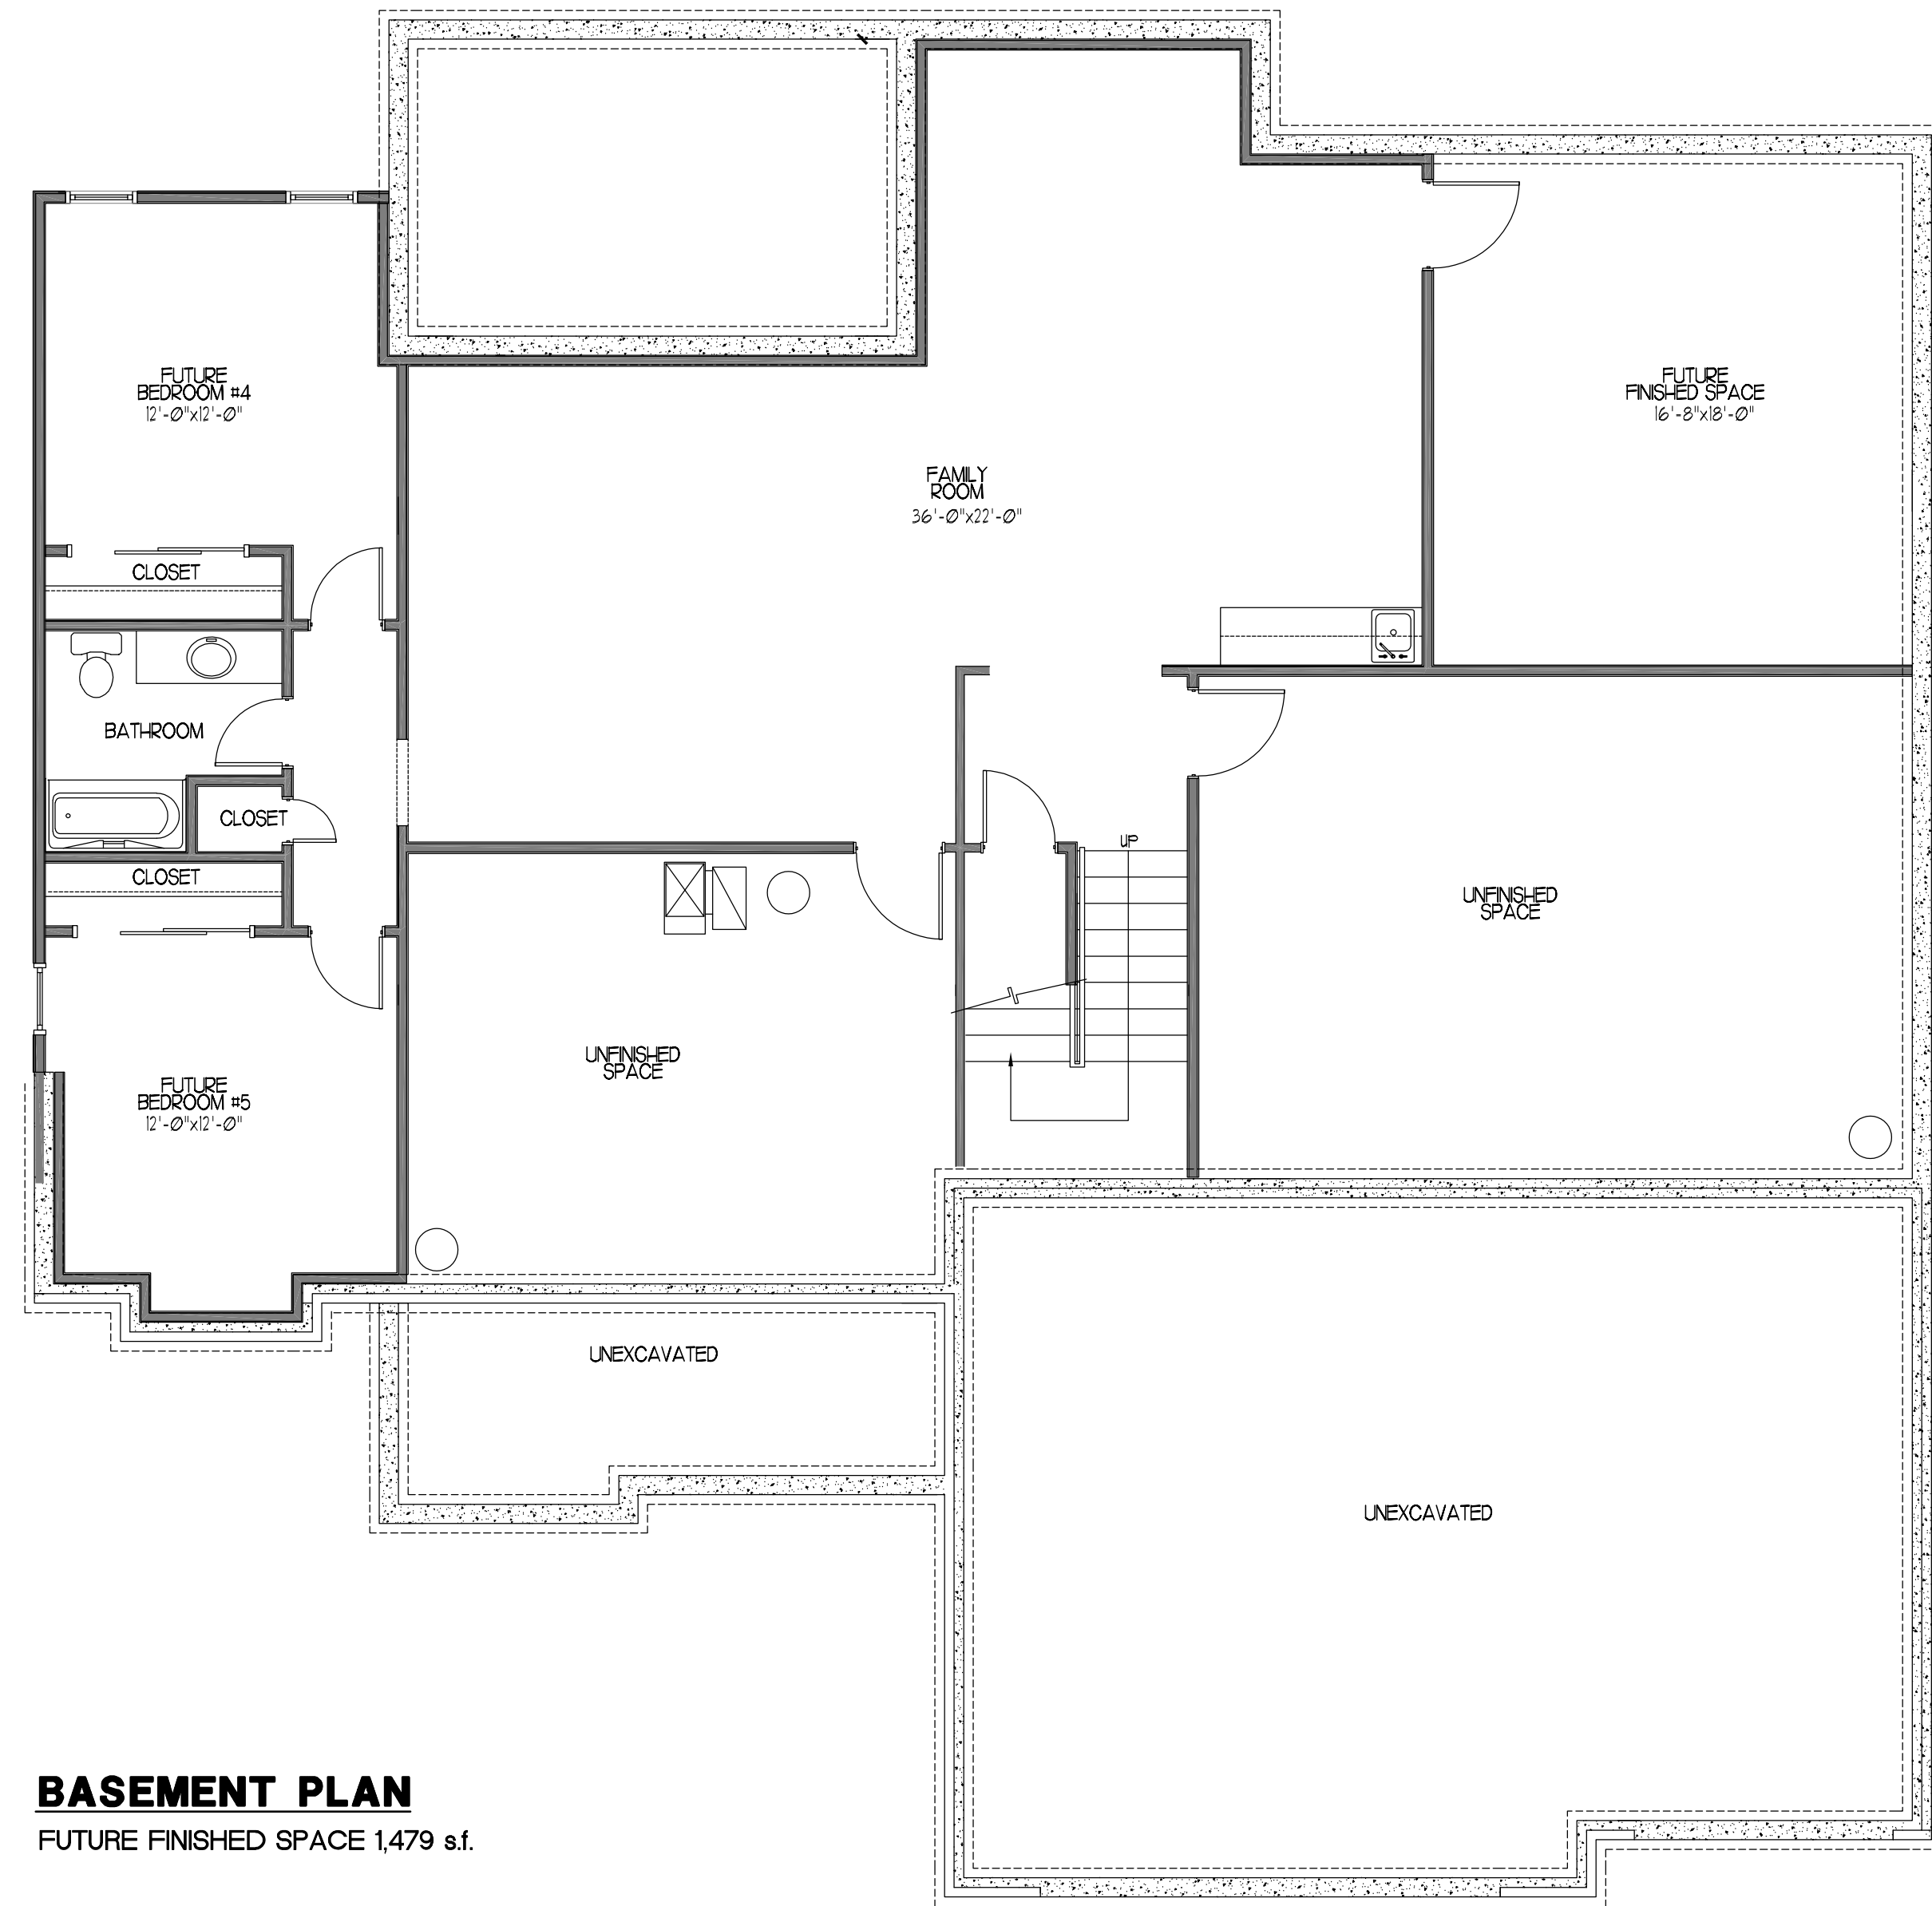 FUTURE
BEDROOM #4
12'-0"x12'-0"
FUTURE
FINISHED SPACE
16'-8"x18'-0"
FAMILY
ROOM
36'-0"x22'-0"
CLOSET
BATHROOM
CLOSET
CLOSET
UP
UNFINISHED
SPACE
UNFINISHED
SPACE
FUTURE
BEDROOM #5
12'-0"x12'-0"
UNEXCAVATED
UNEXCAVATED
BASEMENT PLAN
FUTURE FINISHED SPACE 1,479 s.f.